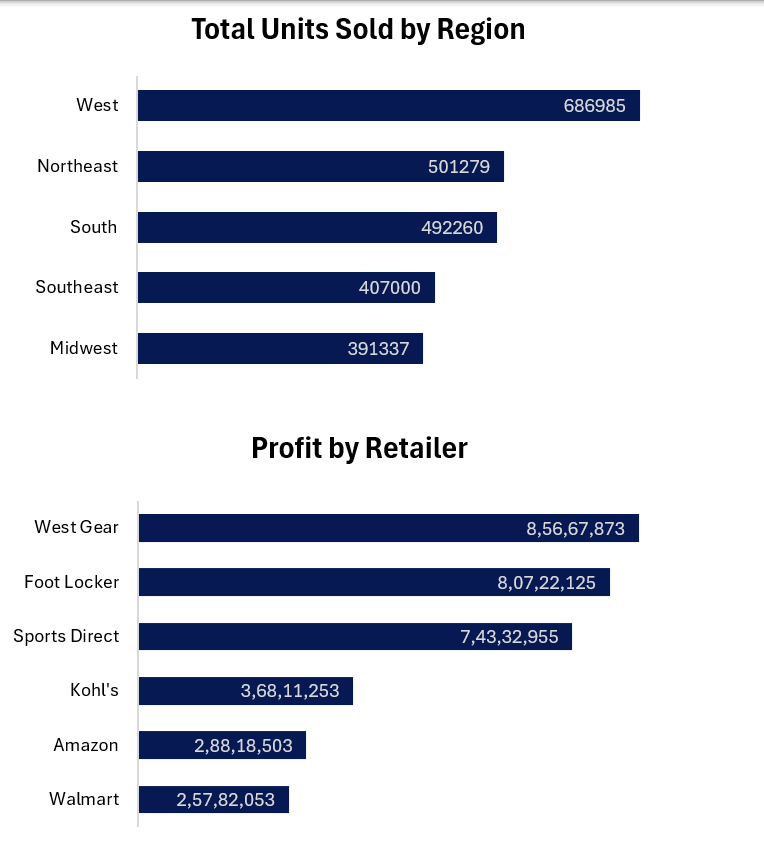 Total Units Sold by Region
West 686985
Northeast 501279
South 492260
Southeast 407000
Midwest 391337
Profit by Retailer
West Gear 8,56,67,873
Foot Locker 8,07,22,125
Sports Direct 7,43,32,955
Kohl's 3,68,11,253
Amazon 2,88,18,503
Walmart 2,57,82,053